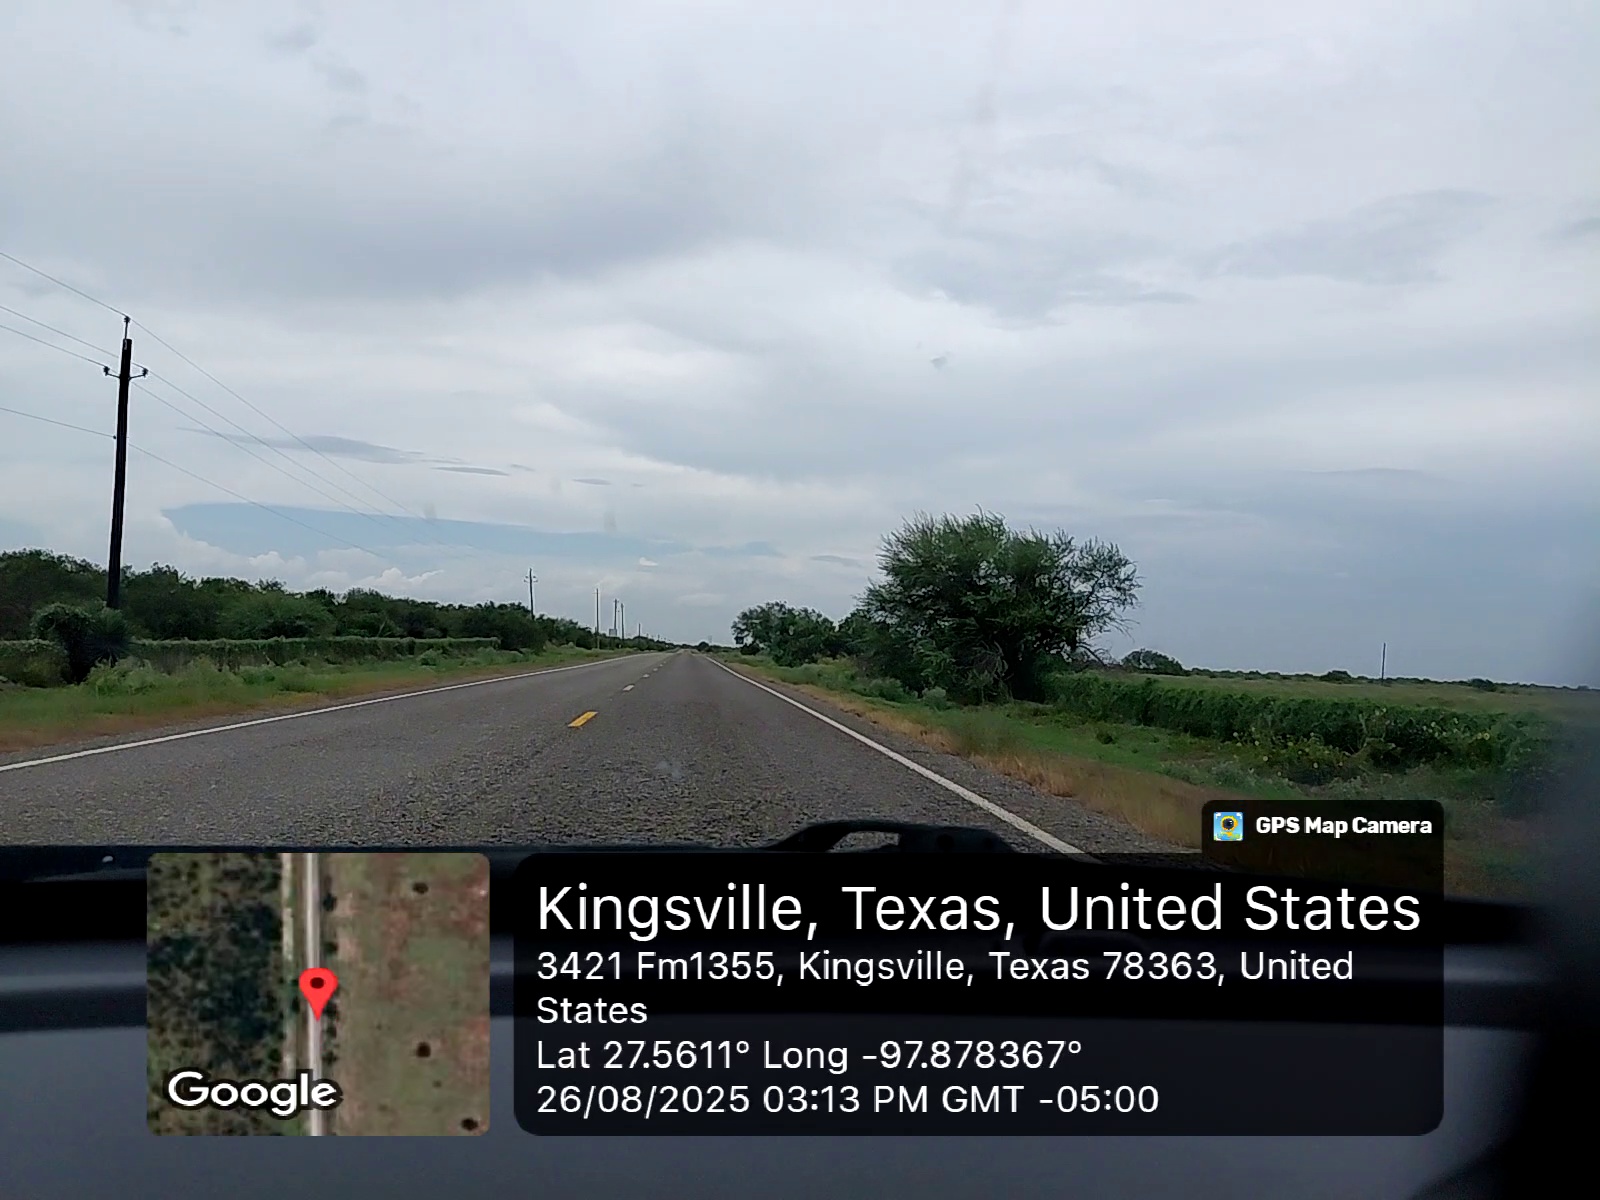 GPS Map Camera
Kingsville, Texas, United States
3421 Fm1355, Kingsville, Texas 78363, United
States
Lat 27.5611° Long -97.878367°
26/08/2025 03:13 PM GMT -05:00
Google